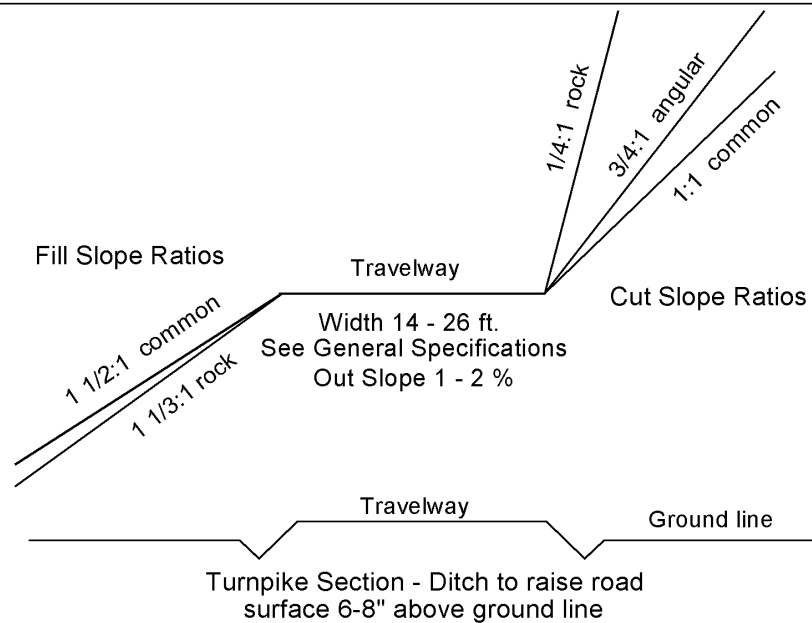 1/4:1 rock
3/4:1 angular
1:1 common
Fill Slope Ratios
Travelway
Cut Slope Ratios
Width 14 - 26 ft.
See General Specifications
Out Slope 1 - 2 %
1 1/2:1 common
1 1/3:1 rock
Travelway
Ground line
Turnpike Section - Ditch to raise road
surface 6-8" above ground line